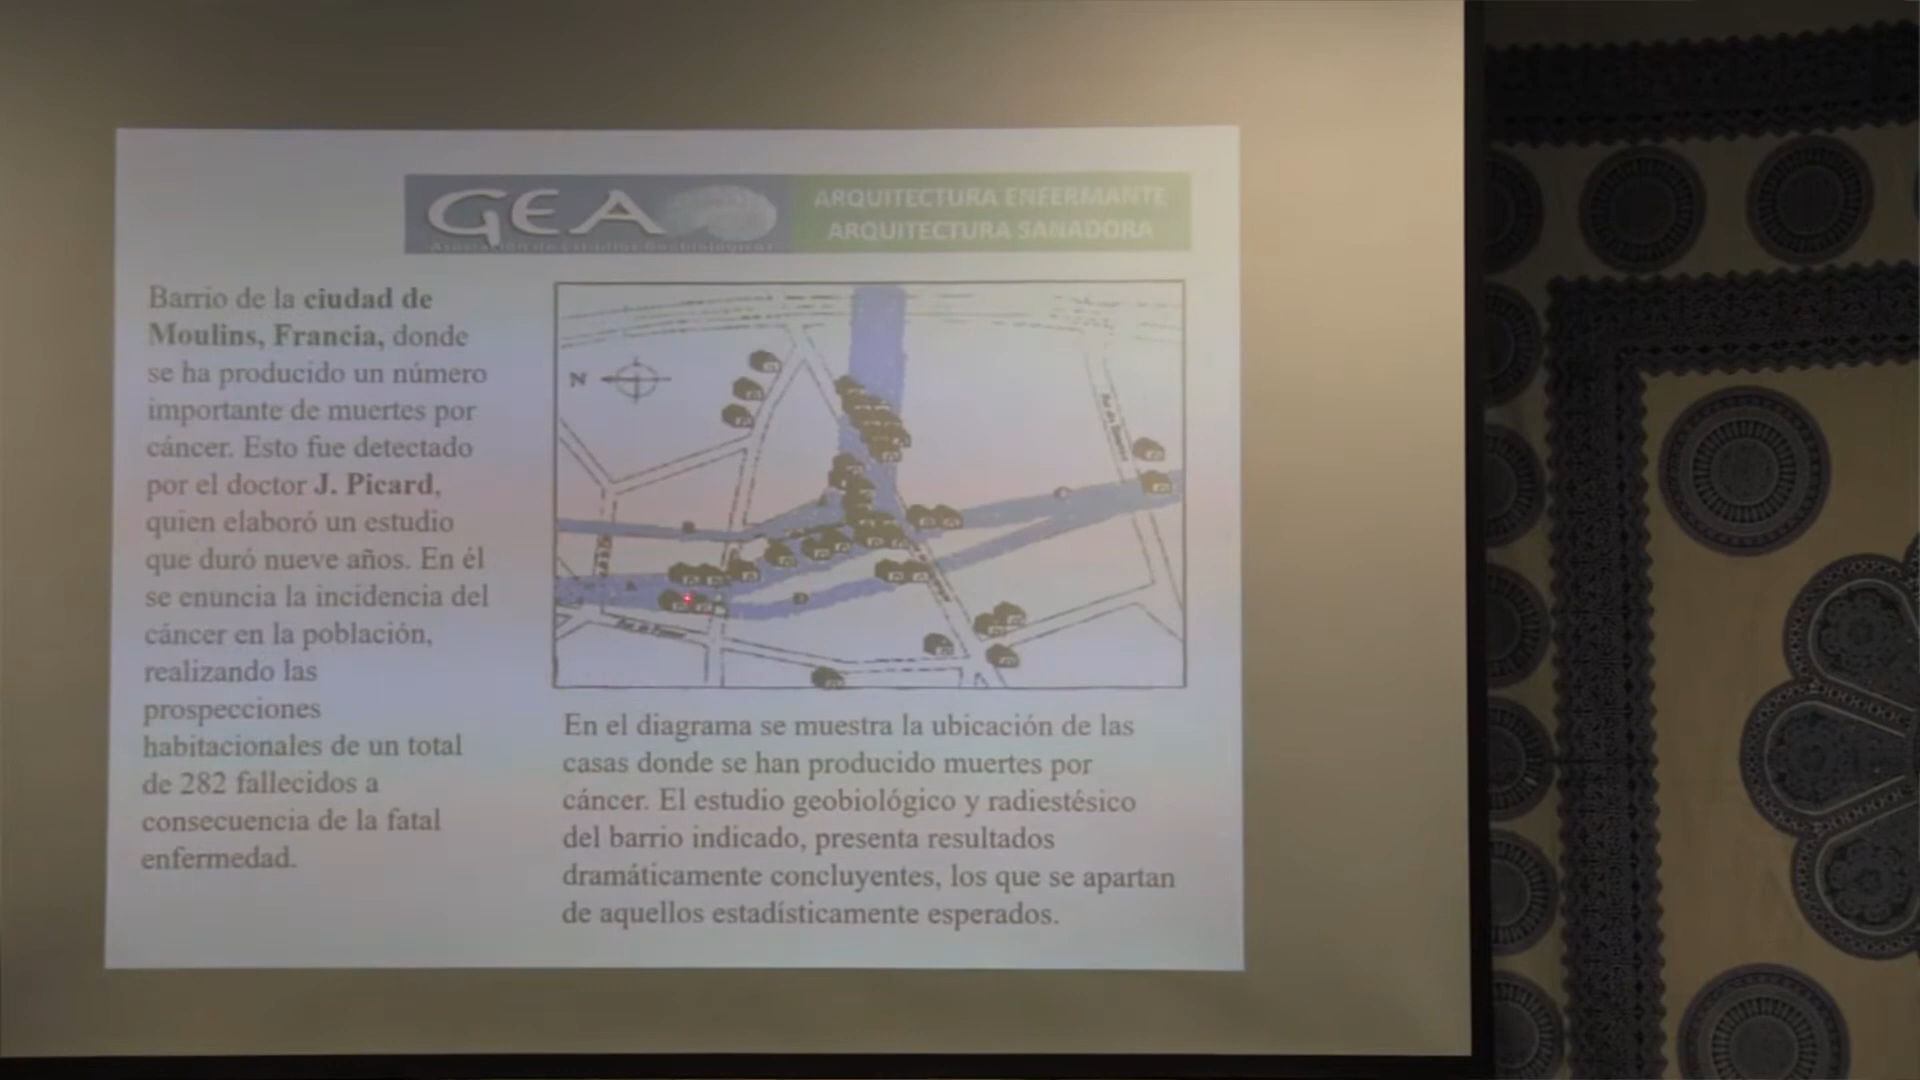 GEA
Asociación de Estudios Geobiológicos
ARQUITECTURA ENFERMANTE
ARQUITECTURA SANADORA
Barrio de la ciudad de
Moulins, Francia, donde
se ha producido un número
importante de muertes por
cáncer. Esto fue detectado
por el doctor J. Picard,
quien elaboró un estudio
que duró nueve años. En él
se enuncia la incidencia del
cáncer en la población,
realizando las
prospecciones
habitacionales de un total
de 282 fallecidos a
consecuencia de la fatal
enfermedad.
N
En el diagrama se muestra la ubicación de las
casas donde se han producido muertes por
cáncer. El estudio geobiológico y radiestésico
del barrio indicado, presenta resultados
dramáticamente concluyentes, los que se apartan
de aquellos estadísticamente esperados.